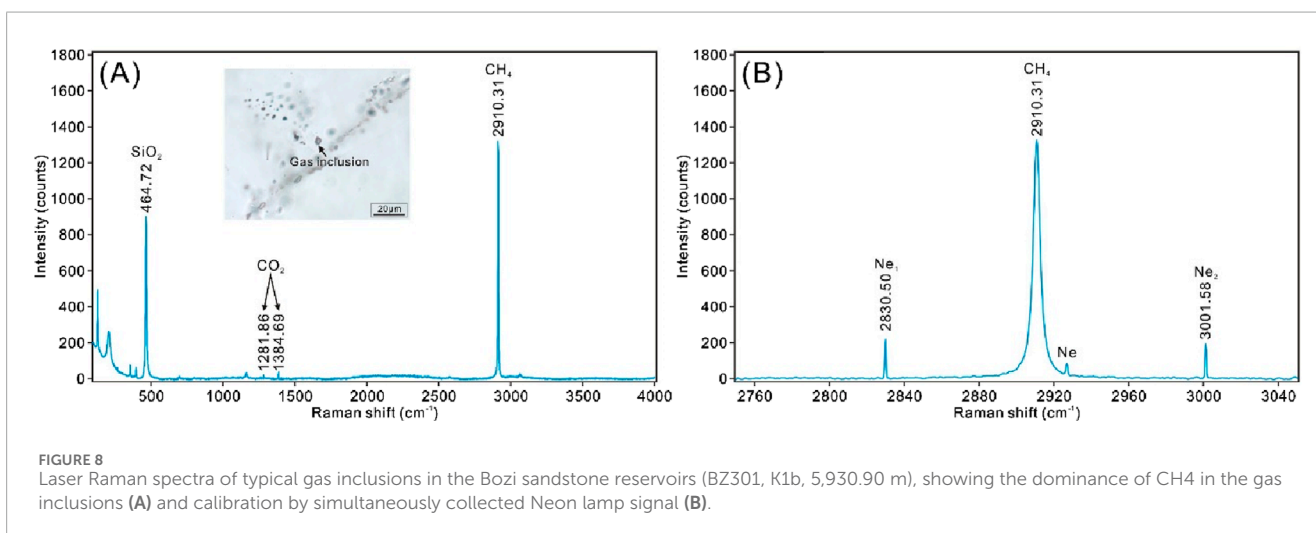 (A)
1800
1600
1400
1200
1000
800
600
400
200
0
Intensity (counts)
SiO₂
464.72
Gas inclusion
20μm
CO₂
1281.86
1384.69
CH₄
2910.31
500 1000 1500 2000 2500 3000 3500 4000
Raman shift (cm⁻¹)
(B)
1800
1600
1400
1200
1000
800
600
400
200
0
Intensity (counts)
CH₄
2910.31
Ne₁
2830.50
Ne
Ne₂
3001.58
2760 2800 2840 2880 2920 2960 3000 3040
Raman shift (cm⁻¹)
FIGURE 8
Laser Raman spectra of typical gas inclusions in the Bozi sandstone reservoirs (BZ301, K1b, 5,930.90 m), showing the dominance of CH4 in the gas
inclusions (A) and calibration by simultaneously collected Neon lamp signal (B).